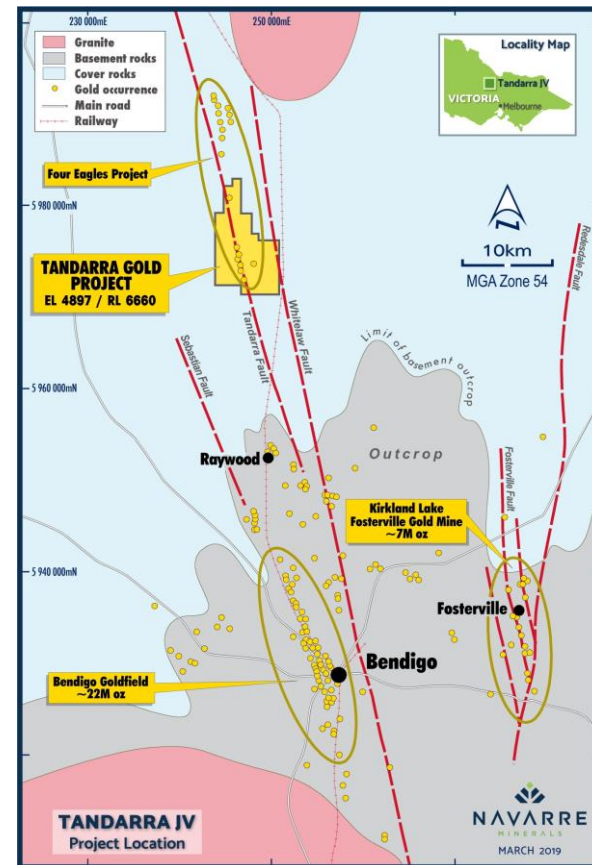 230 000mE
250 000mE
Granite
Basement rocks
Cover rocks
Gold occurrence
Main road
Railway
Locality Map
Tandarra JV
VICTORIA
Melbourne
Four Eagles Project
5 980 000mN
10km
MGA Zone 54
TANDARRA GOLD
PROJECT
EL 4897 / RL 6660
Redesdale Fault
Whitelaw Fault
Tandarra Fault
Sebastian Fault
Limit of basement outcrop
5 960 000mN
Raywood
Outcrop
Fosterville Fault
Kirkland Lake
Fosterville Gold Mine
~7M oz
5 940 000mN
Fosterville
Bendigo
Bendigo Goldfield
~22M oz
TANDARRA JV
Project Location
NAVARRE
MINERALS
MARCH 2019